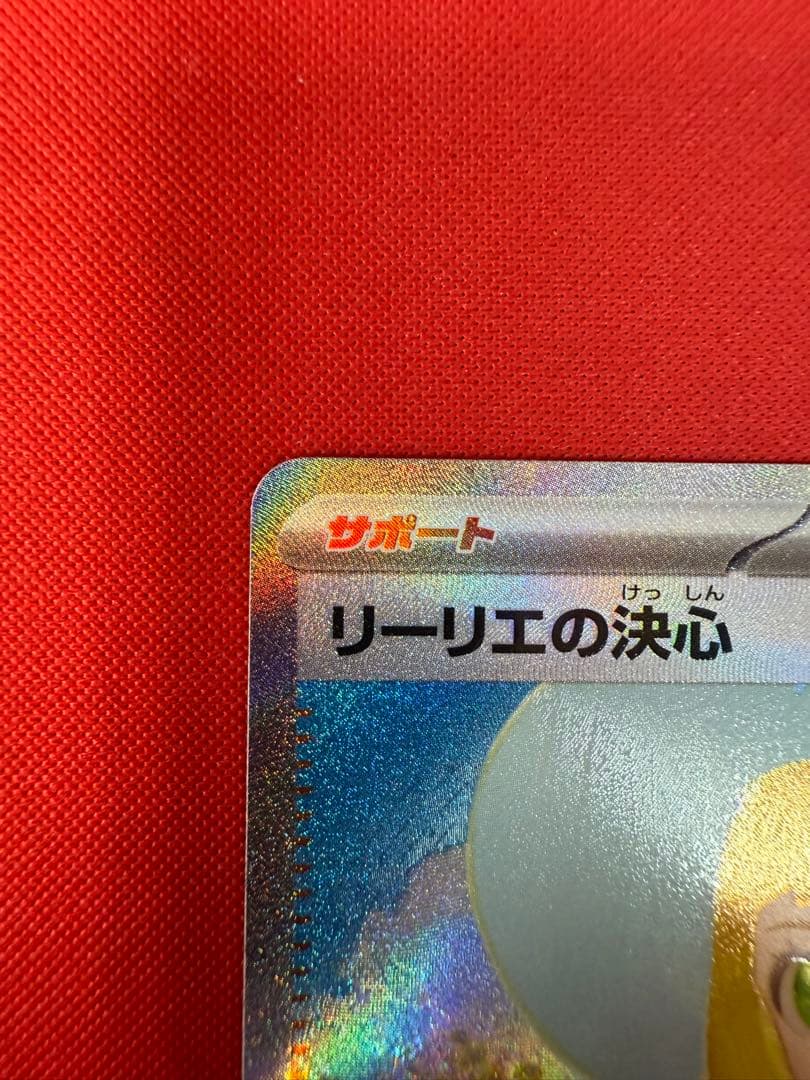 サポート
けっ しん
リーリエの決心